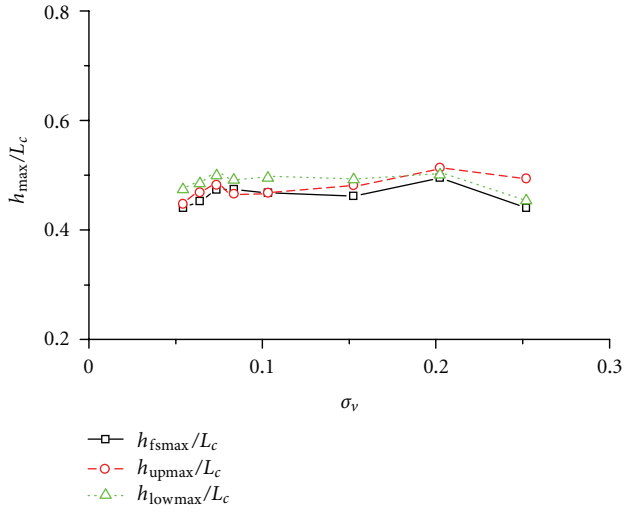 0.8
0.6
0.4
0.2
h_max/L_c
0 0.1 0.2 0.3
σ_v
h_fsmax/L_c
h_upmax/L_c
h_lowmax/L_c